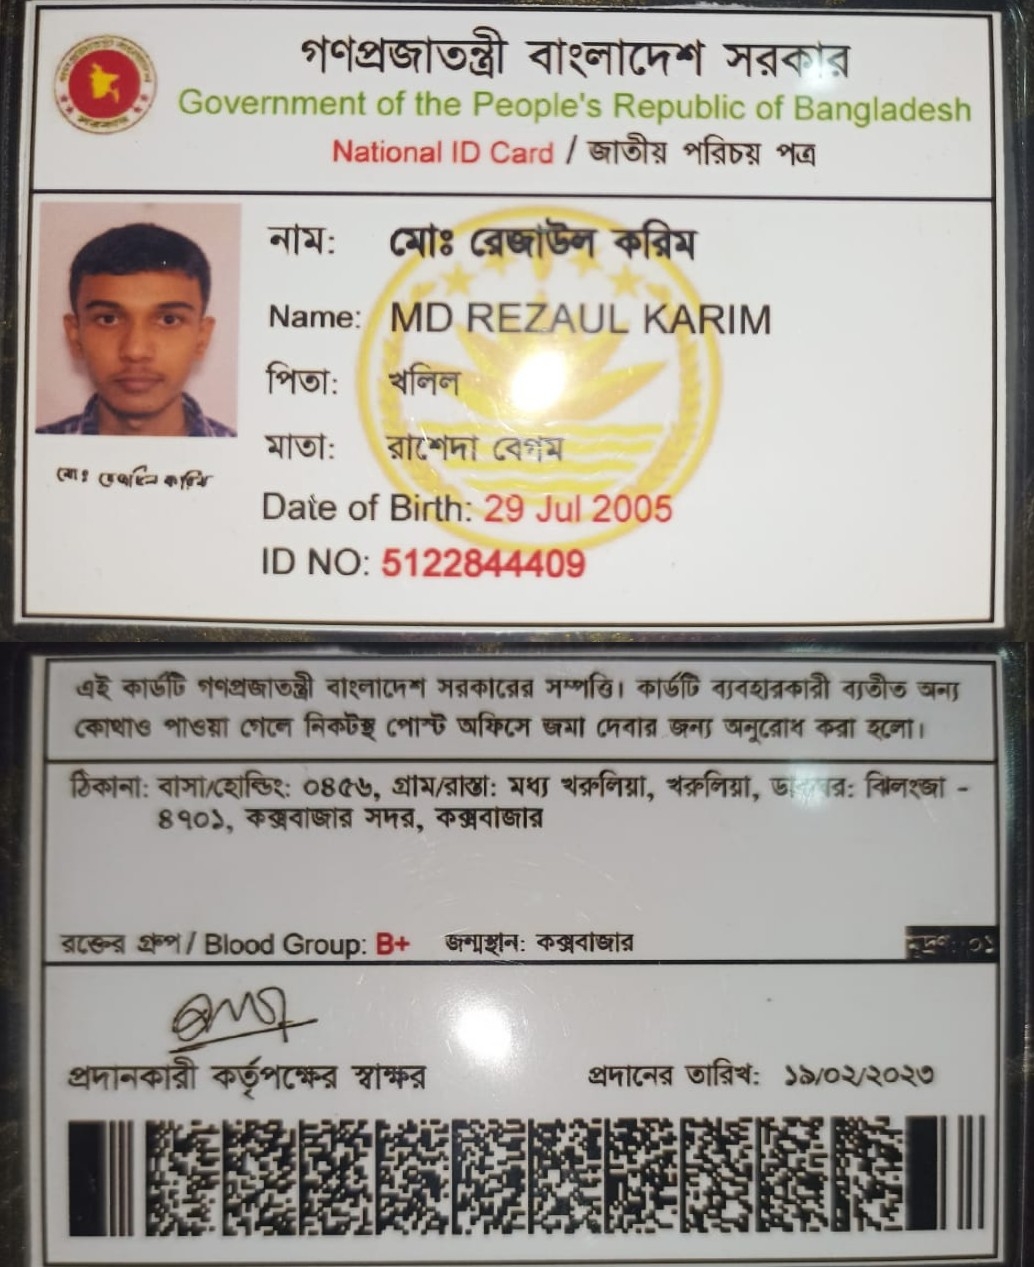 গণপ্রজাতন্ত্রী বাংলাদেশ সরকার
Government of the People's Republic of Bangladesh
National ID Card / জাতীয় পরিচয় পত্র
নাম: মোঃ রেজাউল করিম
Name: MD REZAUL KARIM
পিতা: খলিল
মাতা: রাশেদা বেগম
মোঃ করিম
Date of Birth: 29 Jul 2005
ID NO: 5122844409
এই কার্ডটি গণপ্রজাতন্ত্রী বাংলাদেশ সরকারের সম্পত্তি। কার্ডটি ব্যবহারকারী ব্যতীত অন্য
কোথাও পাওয়া গেলে নিকটস্থ পোস্ট অফিসে জমা দেবার জন্য অনুরোধ করা হলো।
ঠিকানা: বাসা/হোল্ডিং: ০৪৫৬, গ্রাম/রাস্তা: মধ্য খরুলিয়া, খরুলিয়া, ডাকঘর: ঝিলংজা -
৪৭০১, কক্সবাজার সদর, কক্সবাজার
রক্তের গ্রুপ / Blood Group: B+ জন্মস্থান: কক্সবাজার
০১
প্রদানকারী কর্তৃপক্ষের স্বাক্ষর প্রদানের তারিখ: ১৯/০২/২০২৩